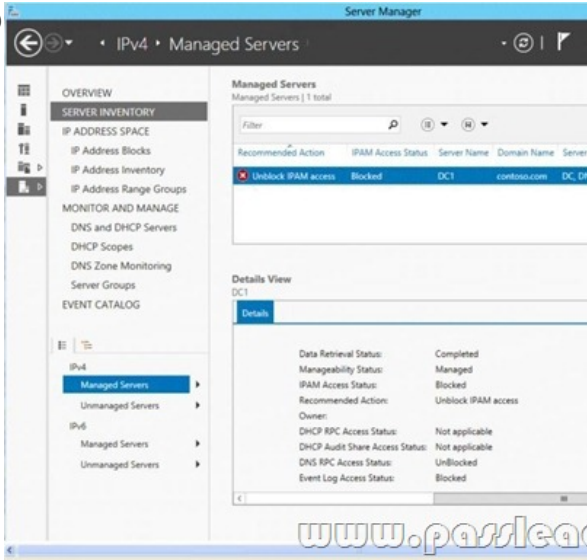 Server Manager
IPv4 • Managed Servers
OVERVIEW
SERVER INVENTORY
IP ADDRESS SPACE
IP Address Blocks
IP Address Inventory
IP Address Range Groups
MONITOR AND MANAGE
DNS and DHCP Servers
DHCP Scopes
DNS Zone Monitoring
Server Groups
EVENT CATALOG
IPv4
Managed Servers
Unmanaged Servers
IPv6
Managed Servers
Unmanaged Servers
Managed Servers
Managed Servers | 1 total
Filter
Recommended Action IPAM Access Status Server Name Domain Name Server
Unblock IPAM access Blocked DC1 contoso.com DC, DN
Details View
DC1
Details
Data Retrieval Status: Completed
Manageability Status: Managed
IPAM Access Status: Blocked
Recommended Action: Unblock IPAM access
Owner:
DHCP RPC Access Status: Not applicable
DHCP Audit Share Access Status: Not applicable
DNS RPC Access Status: UnBlocked
Event Log Access Status: Blocked